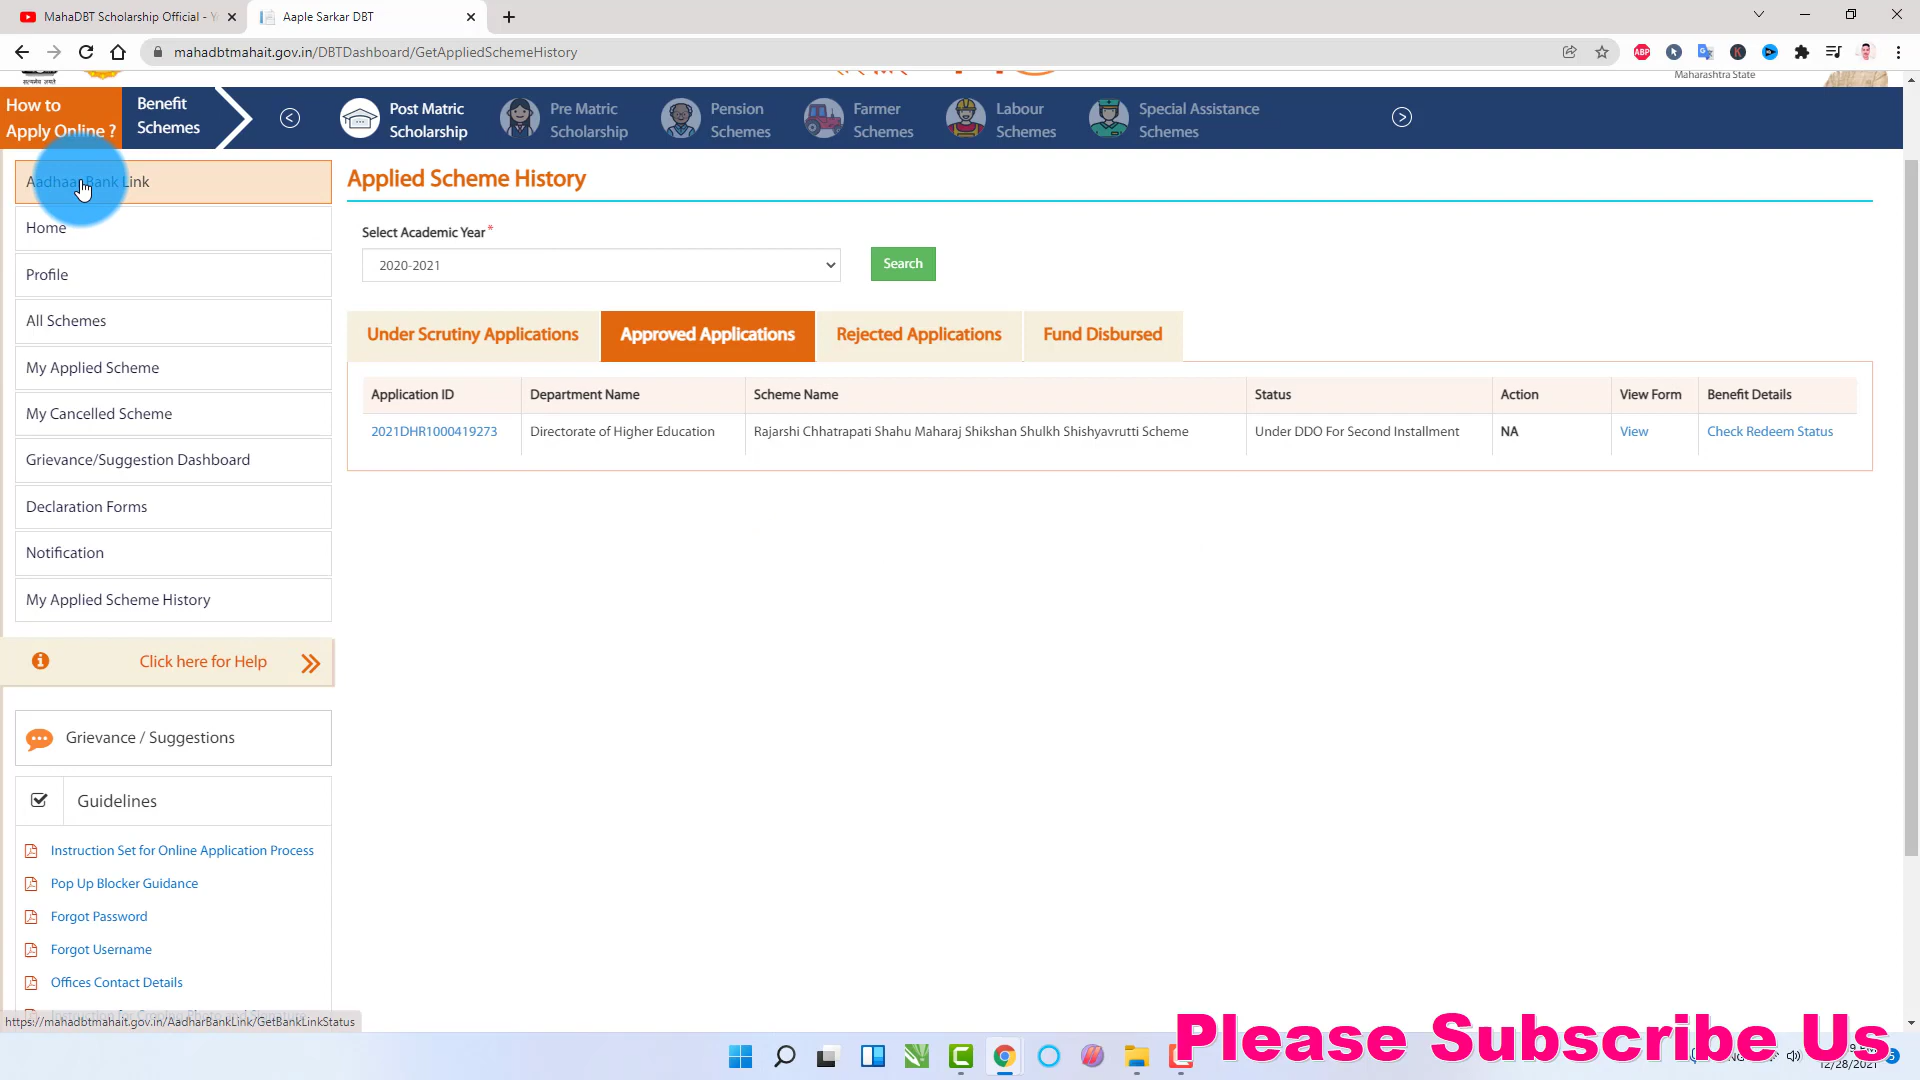 MahaDBT Scholarship Official - Y
Aaple Sarkar DBT
mahadbtmahait.gov.in/DBTDashboard/GetAppliedSchemeHistory
ABP
सत्यमेव जयते
Maharashtra State
How to
Apply Online ?
Benefit
Schemes
Post Matric
Scholarship
Pre Matric
Scholarship
Pension
Schemes
Farmer
Schemes
Labour
Schemes
Special Assistance
Schemes
Aadhaar Bank Link
Home
Profile
All Schemes
My Applied Scheme
My Cancelled Scheme
Grievance/Suggestion Dashboard
Declaration Forms
Notification
My Applied Scheme History
Click here for Help
Grievance / Suggestions
Guidelines
Instruction Set for Online Application Process
Pop Up Blocker Guidance
Forgot Password
Forgot Username
Offices Contact Details
https://mahadbtmahait.gov.in/AadharBankLink/GetBankLinkStatus
Applied Scheme History
Select Academic Year*
2020-2021
Search
Under Scrutiny Applications
Approved Applications
Rejected Applications
Fund Disbursed
Application ID Department Name Scheme Name Status Action View Form Benefit Details
2021DHR1000419273 Directorate of Higher Education Rajarshi Chhatrapati Shahu Maharaj Shikshan Shulkh Shishyavrutti Scheme Under DDO For Second Installment NA View Check Redeem Status
Please Subscribe Us
12/28/2021